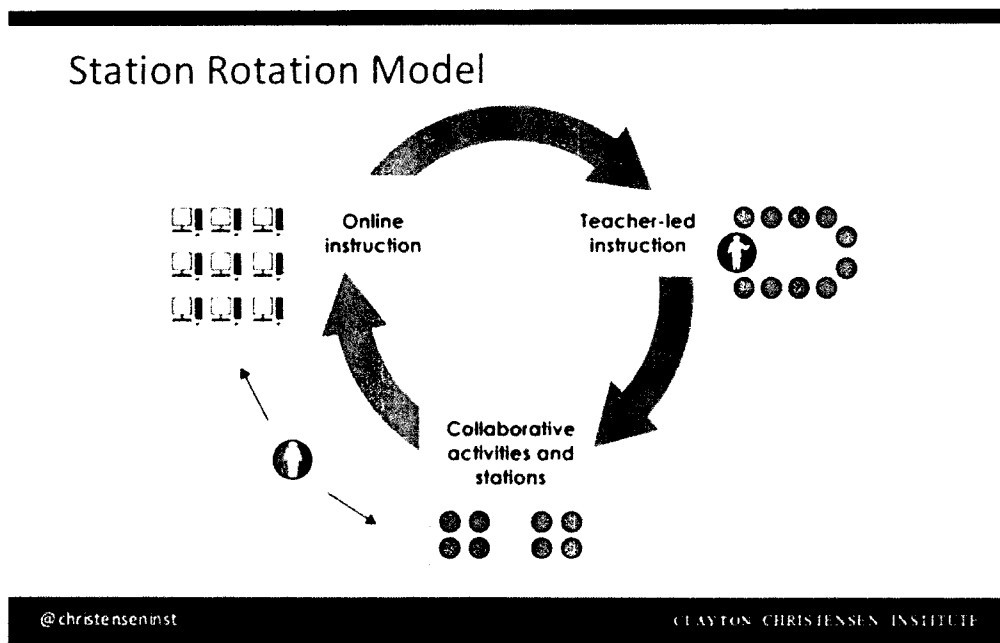 Station Rotation Model
Online
instruction
Teacher-led
instruction
Collaborative
activities and
stations
@christenseninst
CLAYTON CHRISTENSEN INSTITUTE